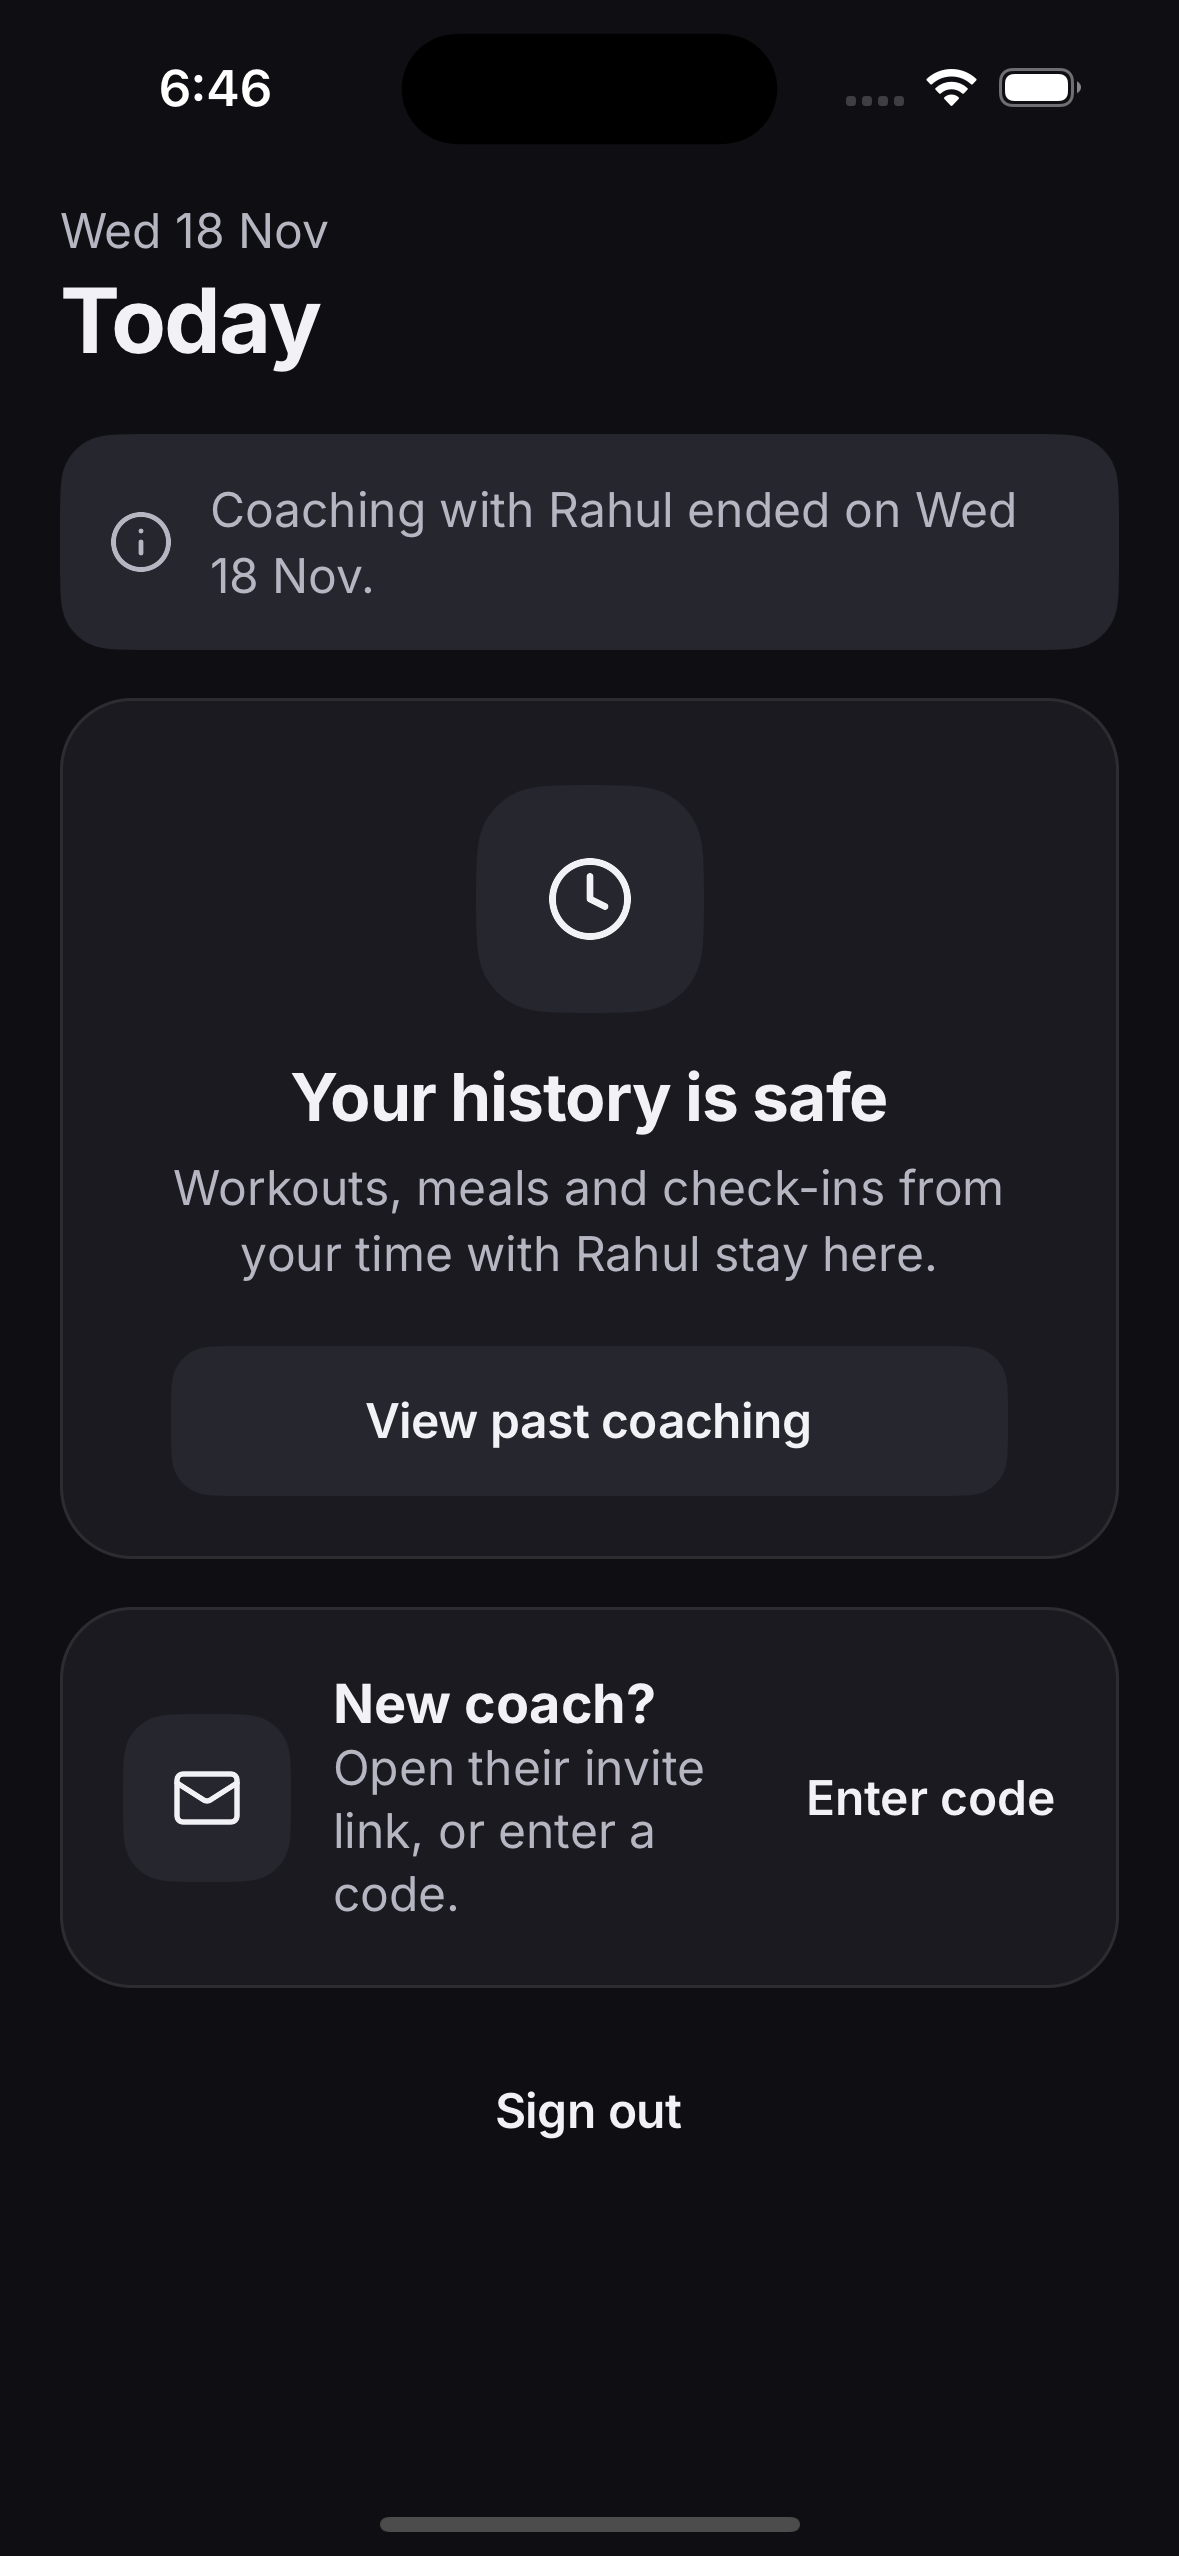 6:46
Wed 18 Nov
Today
Coaching with Rahul ended on Wed
18 Nov.
Your history is safe
Workouts, meals and check-ins from
your time with Rahul stay here.
View past coaching
New coach?
Open their invite
link, or enter a
code.
Enter code
Sign out